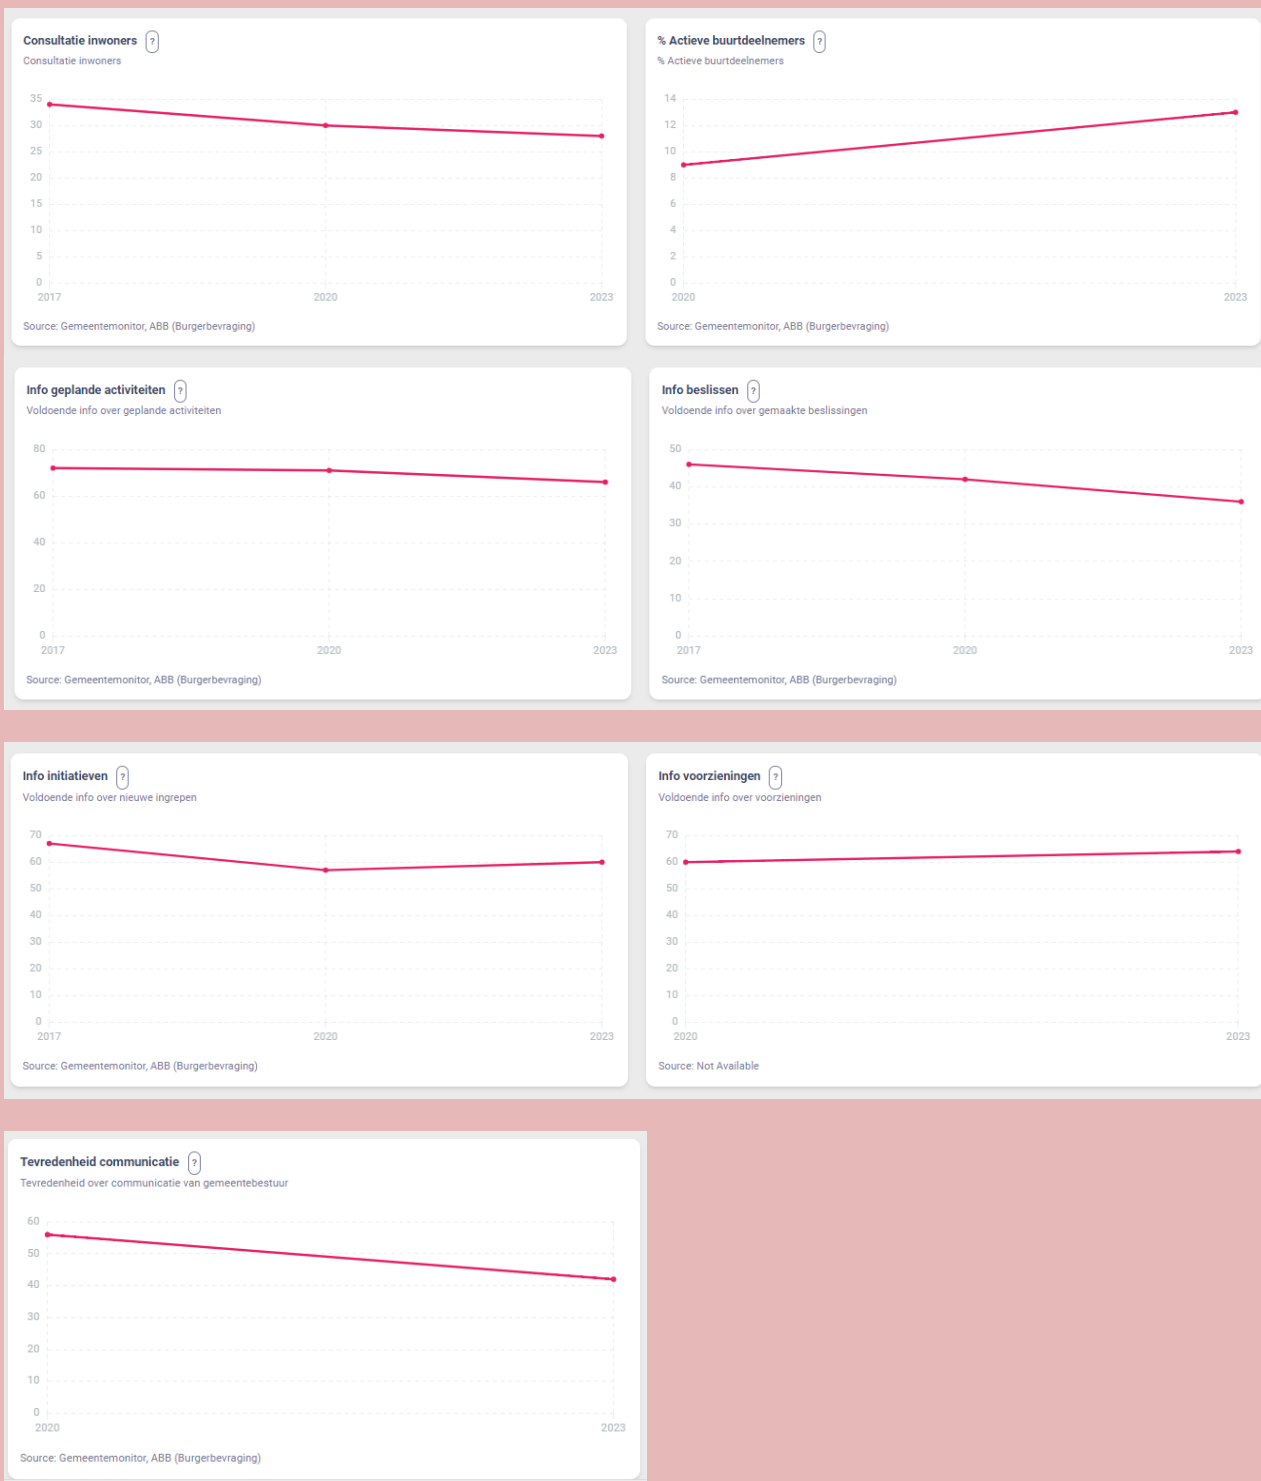 Consultatie inwoners ?
Consultatie inwoners
35
30
25
20
15
10
5
0
2017 2020 2023
Source: Gemeentemonitor, ABB (Burgerbevraging)
% Actieve buurtdeelnemers ?
% Actieve buurtdeelnemers
14
12
10
8
6
4
2
0
2020 2023
Source: Gemeentemonitor, ABB (Burgerbevraging)
Info geplande activiteiten ?
Voldoende info over geplande activiteiten
80
60
40
20
0
2017 2020 2023
Source: Gemeentemonitor, ABB (Burgerbevraging)
Info beslissen ?
Voldoende info over gemaakte beslissingen
50
40
30
20
10
0
2017 2020 2023
Source: Gemeentemonitor, ABB (Burgerbevraging)
Info initiatieven ?
Voldoende info over nieuwe ingrepen
70
60
50
40
30
20
10
0
2017 2020 2023
Source: Gemeentemonitor, ABB (Burgerbevraging)
Info voorzieningen ?
Voldoende info over voorzieningen
70
60
50
40
30
20
10
0
2020 2023
Source: Not Available
Tevredenheid communicatie ?
Tevredenheid over communicatie van gemeentebestuur
60
50
40
30
20
10
0
2020 2023
Source: Gemeentemonitor, ABB (Burgerbevraging)